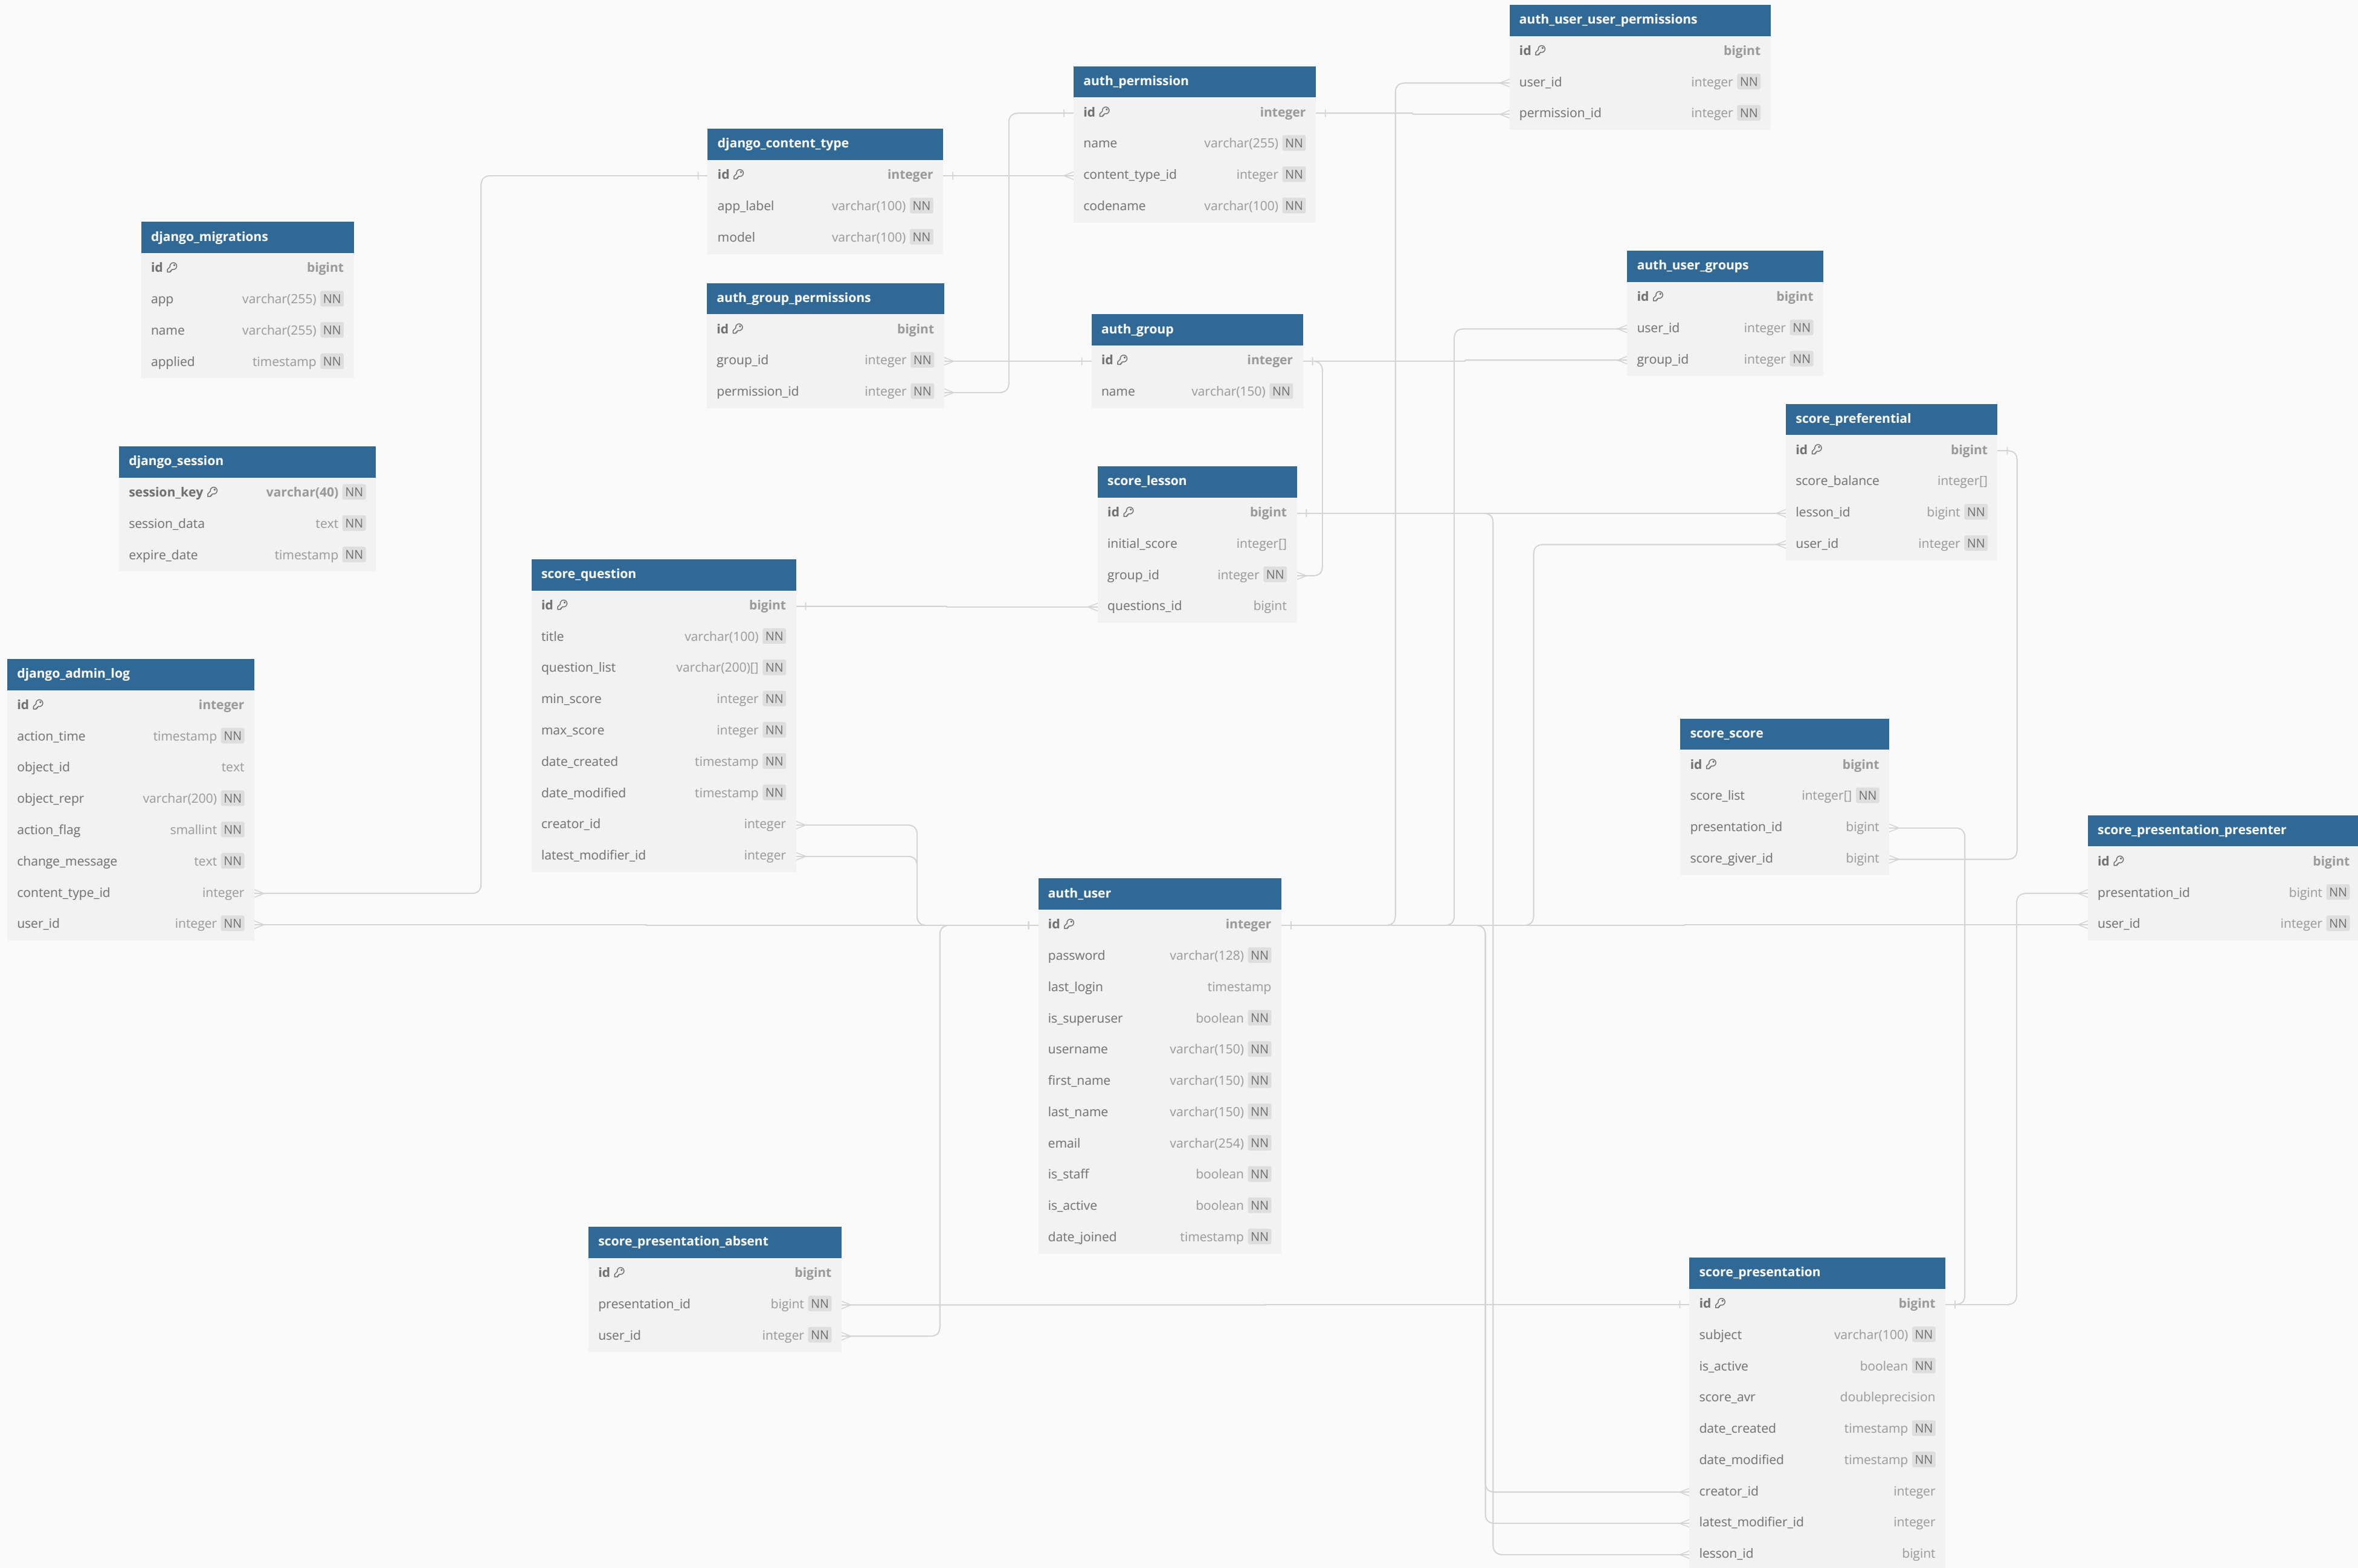 auth_user_user_permissions
id bigint
user_id integer NN
permission_id integer NN
auth_permission
id integer
name varchar(255) NN
content_type_id integer NN
codename varchar(100) NN
django_content_type
id integer
app_label varchar(100) NN
model varchar(100) NN
django_migrations
id bigint
app varchar(255) NN
name varchar(255) NN
applied timestamp NN
auth_user_groups
id bigint
user_id integer NN
group_id integer NN
auth_group_permissions
id bigint
group_id integer NN
permission_id integer NN
auth_group
id integer
name varchar(150) NN
score_preferential
id bigint
score_balance integer[]
lesson_id bigint NN
user_id integer NN
django_session
session_key varchar(40) NN
session_data text NN
expire_date timestamp NN
score_lesson
id bigint
initial_score integer[]
group_id integer NN
questions_id bigint
score_question
id bigint
title varchar(100) NN
question_list varchar(200)[] NN
min_score integer NN
max_score integer NN
date_created timestamp NN
date_modified timestamp NN
creator_id integer
latest_modifier_id integer
django_admin_log
id integer
action_time timestamp NN
object_id text
object_repr varchar(200) NN
action_flag smallint NN
change_message text NN
content_type_id integer
user_id integer NN
score_score
id bigint
score_list integer[] NN
presentation_id bigint
score_giver_id bigint
score_presentation_presenter
id bigint
presentation_id bigint NN
user_id integer NN
auth_user
id integer
password varchar(128) NN
last_login timestamp
is_superuser boolean NN
username varchar(150) NN
first_name varchar(150) NN
last_name varchar(150) NN
email varchar(254) NN
is_staff boolean NN
is_active boolean NN
date_joined timestamp NN
score_presentation_absent
id bigint
presentation_id bigint NN
user_id integer NN
score_presentation
id bigint
subject varchar(100) NN
is_active boolean NN
score_avr doubleprecision
date_created timestamp NN
date_modified timestamp NN
creator_id integer
latest_modifier_id integer
lesson_id bigint